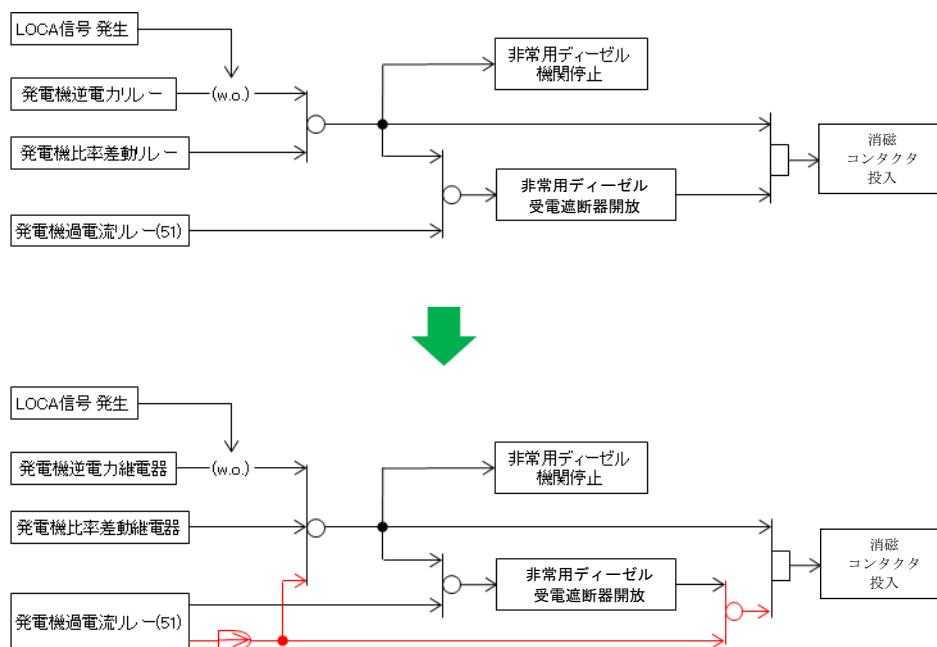 LOCA信号 発生
非常用ディーゼル
機関停止
発電機逆電力リレー
(w.o.)
発電機比率差動リレー
消磁
コンタクタ
投入
非常用ディーゼル
受電遮断器開放
発電機過電流リレー(51)
LOCA信号 発生
非常用ディーゼル
機関停止
発電機逆電力継電器
(w.o.)
発電機比率差動継電器
消磁
コンタクタ
投入
非常用ディーゼル
受電遮断器開放
発電機過電流リレー(51)